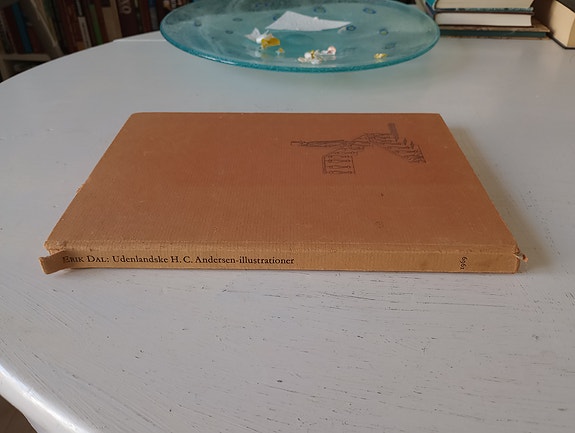 Erik Dal: Udenlandske H. C. Andersen-illustrationer
1969